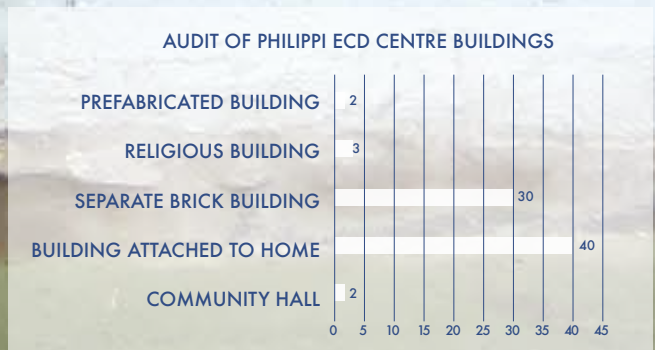 AUDIT OF PHILIPPI ECD CENTRE BUILDINGS
PREFABRICATED BUILDING 2
RELIGIOUS BUILDING 3
SEPARATE BRICK BUILDING 30
BUILDING ATTACHED TO HOME 40
COMMUNITY HALL 2
0 5 10 15 20 25 30 35 40 45